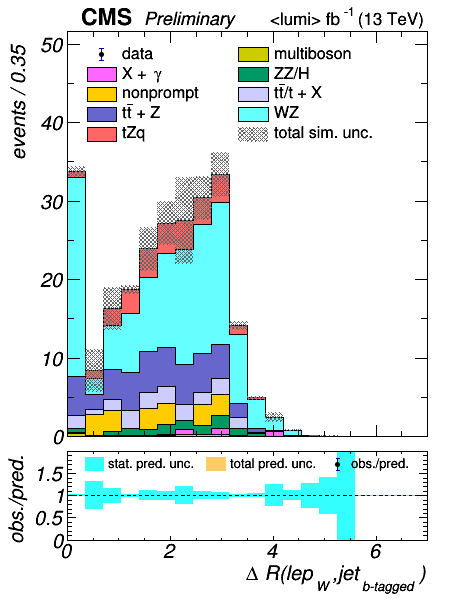 CMS Preliminary <lumi> fb⁻¹ (13 TeV)
events / 0.35
50
40
30
20
10
0
data
X + γ
nonprompt
tt̄ + Z
tZq
multiboson
ZZ/H
tt̄/t + X
WZ
total sim. unc.
obs./pred.
1.5
1
0.5
0
stat. pred. unc. total pred. unc. obs./pred.
0 2 4 6
Δ R(lep_W, jet_b-tagged)